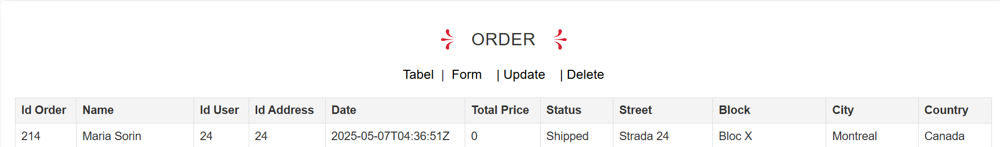 ORDER
Tabel | Form | Update | Delete
Id Order Name Id User Id Address Date Total Price Status Street Block City Country
214 Maria Sorin 24 24 2025-05-07T04:36:51Z 0 Shipped Strada 24 Bloc X Montreal Canada